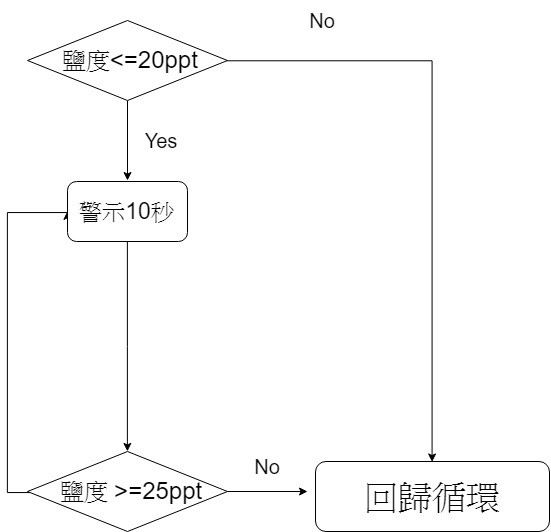 No
鹽度<=20ppt
Yes
警示10秒
鹽度 >=25ppt
No
回歸循環